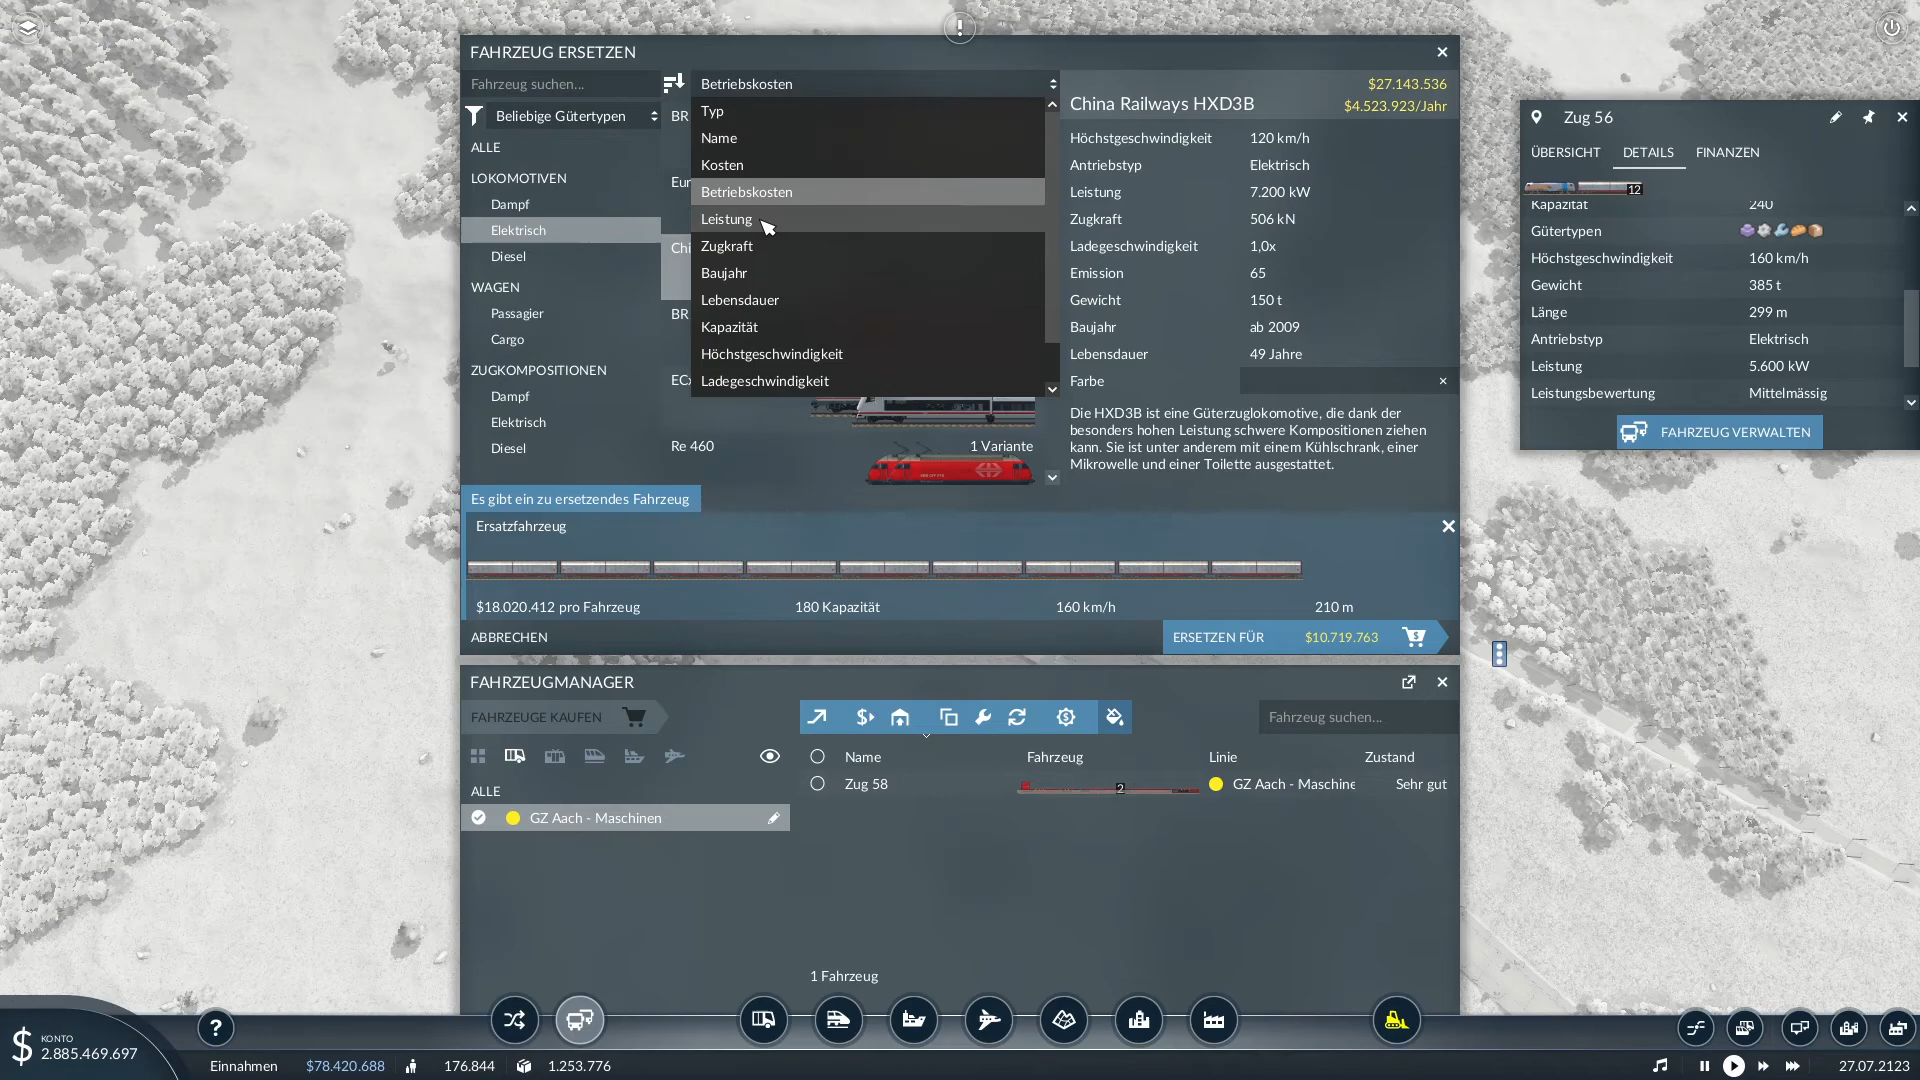 FAHRZEUG ERSETZEN
Fahrzeug suchen...
Betriebskosten
Beliebige Gütertypen
ALLE
LOKOMOTIVEN
Dampf
Elektrisch
Diesel
WAGEN
Passagier
Cargo
ZUGKOMPOSITIONEN
Dampf
Elektrisch
Diesel
BR
Eur
Chi
BR
ECx
Typ
Name
Kosten
Betriebskosten
Leistung
Zugkraft
Baujahr
Lebensdauer
Kapazität
Höchstgeschwindigkeit
Ladegeschwindigkeit
Re 460 1 Variante
$27.143.536
China Railways HXD3B $4.523.923/Jahr
Höchstgeschwindigkeit 120 km/h
Antriebstyp Elektrisch
Leistung 7.200 kW
Zugkraft 506 kN
Ladegeschwindigkeit 1,0x
Emission 65
Gewicht 150 t
Baujahr ab 2009
Lebensdauer 49 Jahre
Farbe
Die HXD3B ist eine Güterzuglokomotive, die dank der
besonders hohen Leistung schwere Kompositionen ziehen
kann. Sie ist unter anderem mit einem Kühlschrank, einer
Mikrowelle und einer Toilette ausgestattet.
Es gibt ein zu ersetzendes Fahrzeug
Ersatzfahrzeug
$18.020.412 pro Fahrzeug 180 Kapazität 160 km/h 210 m
ABBRECHEN ERSETZEN FÜR $10.719.763
Zug 56
ÜBERSICHT DETAILS FINANZEN
12
Kapazität 240
Gütertypen
Höchstgeschwindigkeit 160 km/h
Gewicht 385 t
Länge 299 m
Antriebstyp Elektrisch
Leistung 5.600 kW
Leistungsbewertung Mittelmässig
FAHRZEUG VERWALTEN
FAHRZEUGMANAGER
FAHRZEUGE KAUFEN
Fahrzeug suchen...
Name Fahrzeug Linie Zustand
Zug 58 2 GZ Aach - Maschine Sehr gut
ALLE
GZ Aach - Maschinen
1 Fahrzeug
KONTO
$ 2.885.469.697
?
Einnahmen $78.420.688 176.844 1.253.776
27.07.2123